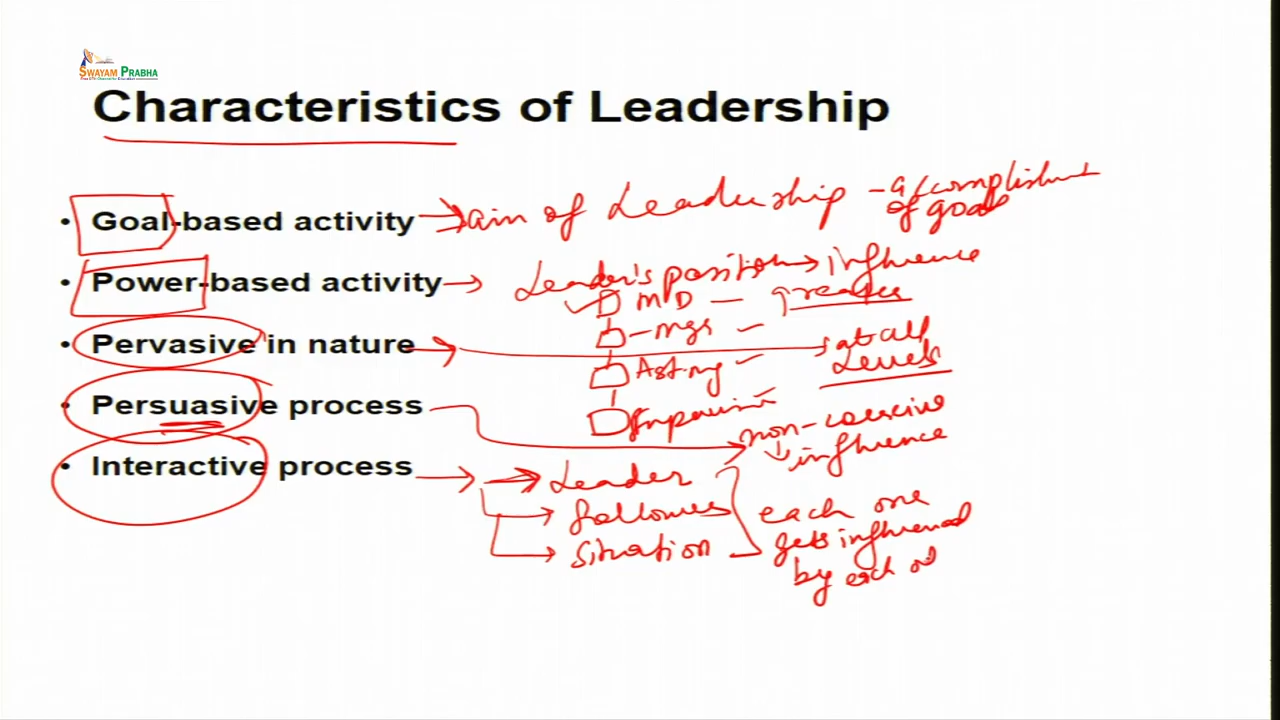 SWAYAM PRABHA
Characteristics of Leadership
• Goal-based activity → aim of Leadership - accomplishment
of goals
• Power-based activity → Leader's position → influence
MD - greater
- mgr
• Pervasive in nature → at all
Levels
Ast. mg
• Persuasive process
non-coercive
influence
• Interactive process → Leader
followers
Situation
each one
gets influenced
by each